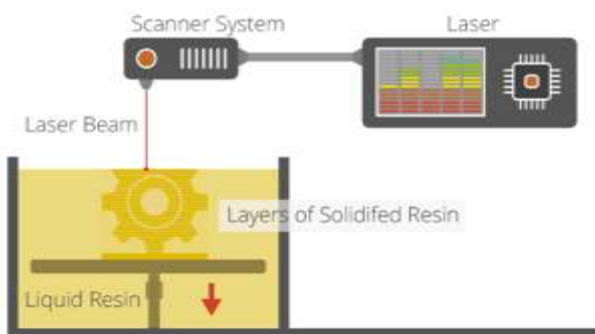 Scanner System
Laser
Laser Beam
Layers of Solidifed Resin
Liquid Resin